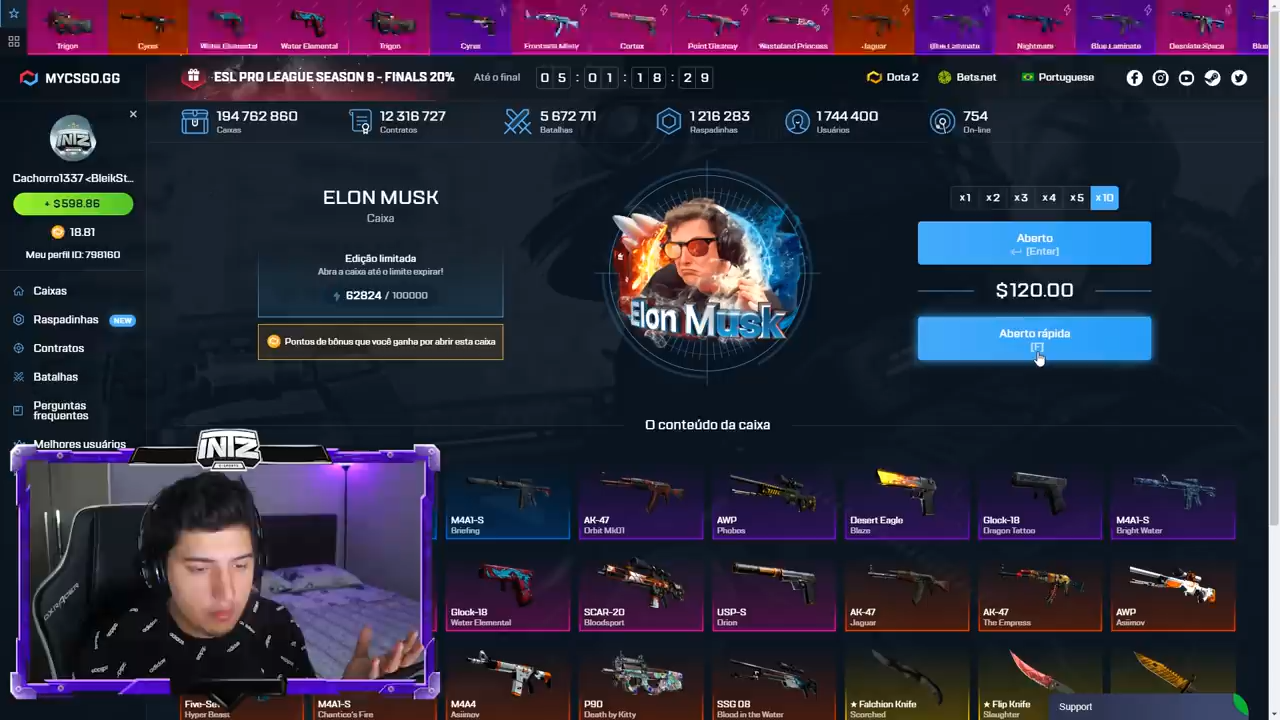 Trigon
Cyrex
Water Elemental
Water Elemental
Trigon
Cyrex
Frontside Misty
Cortex
Point Disarray
Wasteland Princess
Jaguar
Blue Laminate
Nightmare
Blue Laminate
Desolate Space
MYCSGO.GG
ESL PRO LEAGUE SEASON 9 - FINALS 20%
Até o final
05:01:18:29
Dota 2
Bets.net
Portuguese
194 762 860
Caixas
12 316 727
Contratos
5 672 711
Batalhas
1 216 283
Raspadinhas
1 744 400
Usuários
754
On-line
INTZ
Cachorro1337 <BleikSt...
+ $598.86
18.81
Meu perfil ID: 798160
Caixas
Raspadinhas NEW
Contratos
Batalhas
Perguntas
frequentes
Melhores usuários
ELON MUSK
Caixa
Edição limitada
Abra a caixa até o limite expirar!
62824 / 100000
Pontos de bônus que você ganha por abrir esta caixa
Elon Musk
x1 x2 x3 x4 x5 x10
Aberto
[Enter]
$120.00
Aberto rápida
[F]
O conteúdo da caixa
M4A1-S
Briefing
AK-47
Orbit Mk01
AWP
Phobos
Desert Eagle
Blaze
Glock-18
Dragon Tattoo
M4A1-S
Bright Water
Glock-18
Water Elemental
SCAR-20
Bloodsport
USP-S
Orion
AK-47
Jaguar
AK-47
The Empress
AWP
Asiimov
Five-Se
Hyper Beast
M4A1-S
Chantico's Fire
M4A4
Asiimov
P90
Death by Kitty
SSG 08
Blood in the Water
★ Falchion Knife
Scorched
★ Flip Knife
Slaughter
Support
INTZ
E-SPORTS